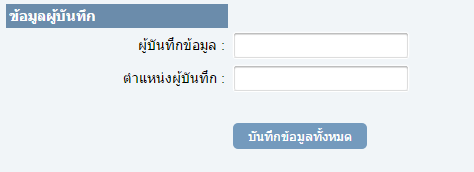 ข้อมูลผู้บันทึก
ผู้บันทึกข้อมูล :
ตำแหน่งผู้บันทึก :
บันทึกข้อมูลทั้งหมด